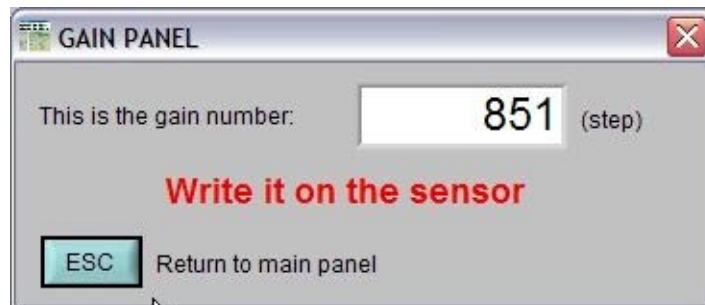 GAIN PANEL
This is the gain number: 851 (step)
Write it on the sensor
ESC Return to main panel